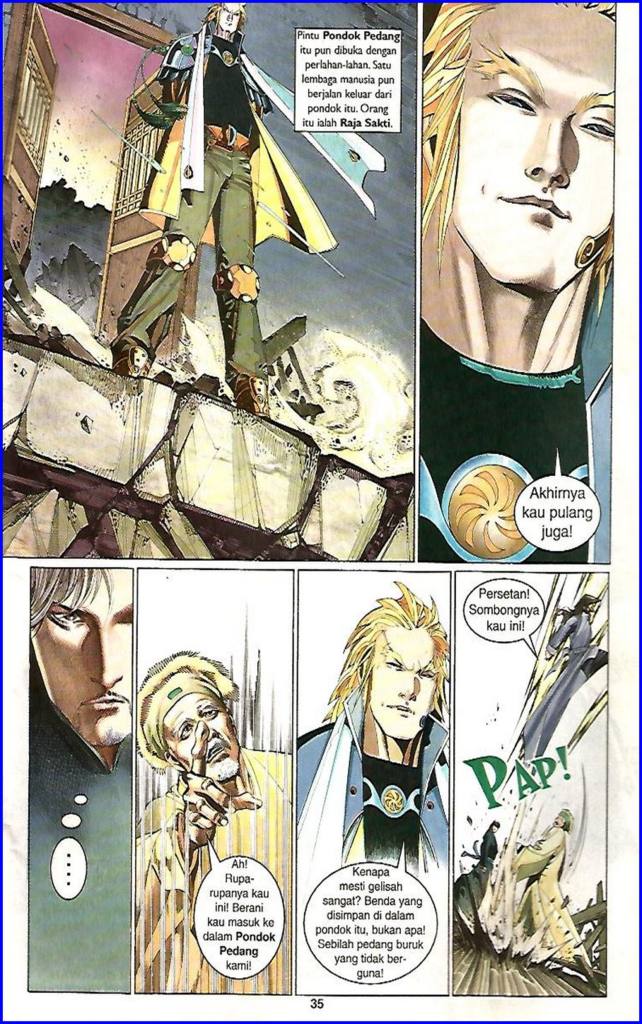 Pintu Pondok Pedang
itu pun dibuka dengan
perlahan-lahan. Satu
lembaga manusia pun
berjalan keluar dari
pondok itu. Orang
itu ialah Raja Sakti.
Akhirnya
kau pulang
juga!
....
Ah!
Rupa-
rupanya kau
ini! Berani
kau masuk ke
dalam Pondok
Pedang
kami!
Kenapa
mesti gelisah
sangat? Benda yang
disimpan di dalam
pondok itu, bukan apa!
Sebilah pedang buruk
yang tidak ber-
guna!
Persetan!
Sombongnya
kau ini!
PAP!
35